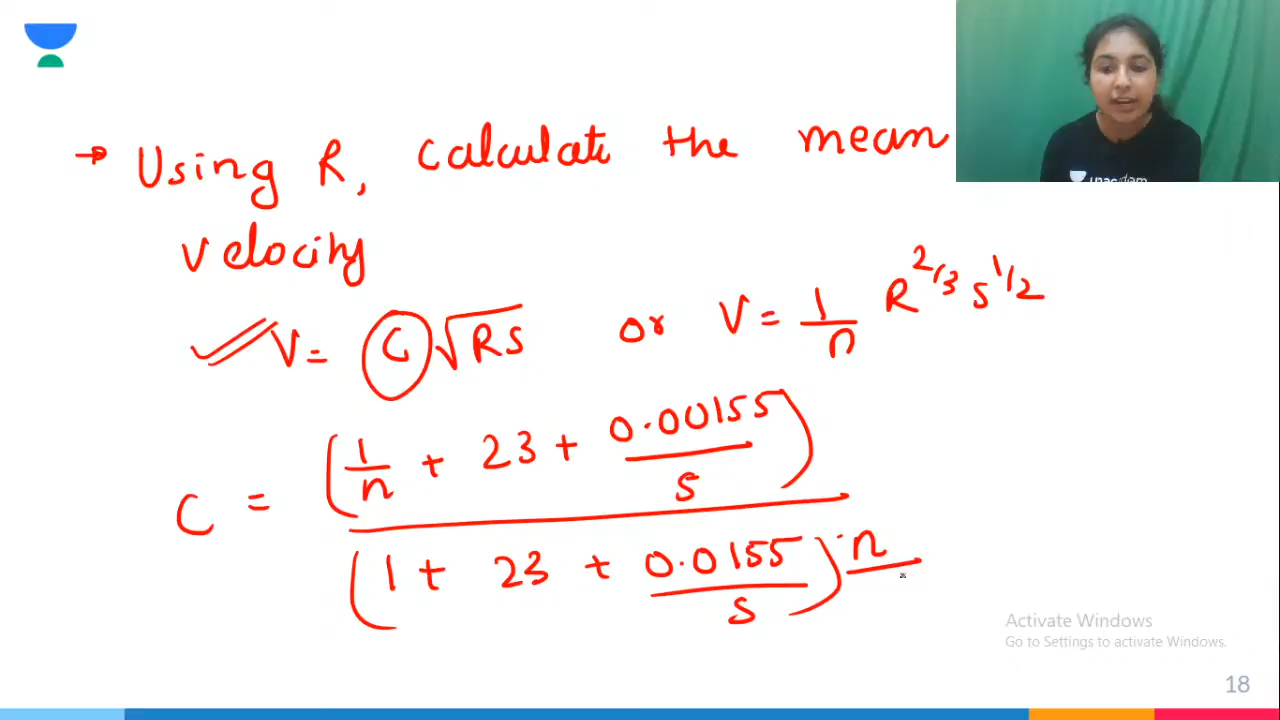 → Using R, calculate the mean
velocity
V = C √RS or V = 1/n R^2/3 S^1/2
C = (1/n + 23 + 0.00155/s) / (1 + 23 + 0.0155/s) · n
Activate Windows
Go to Settings to activate Windows.
18